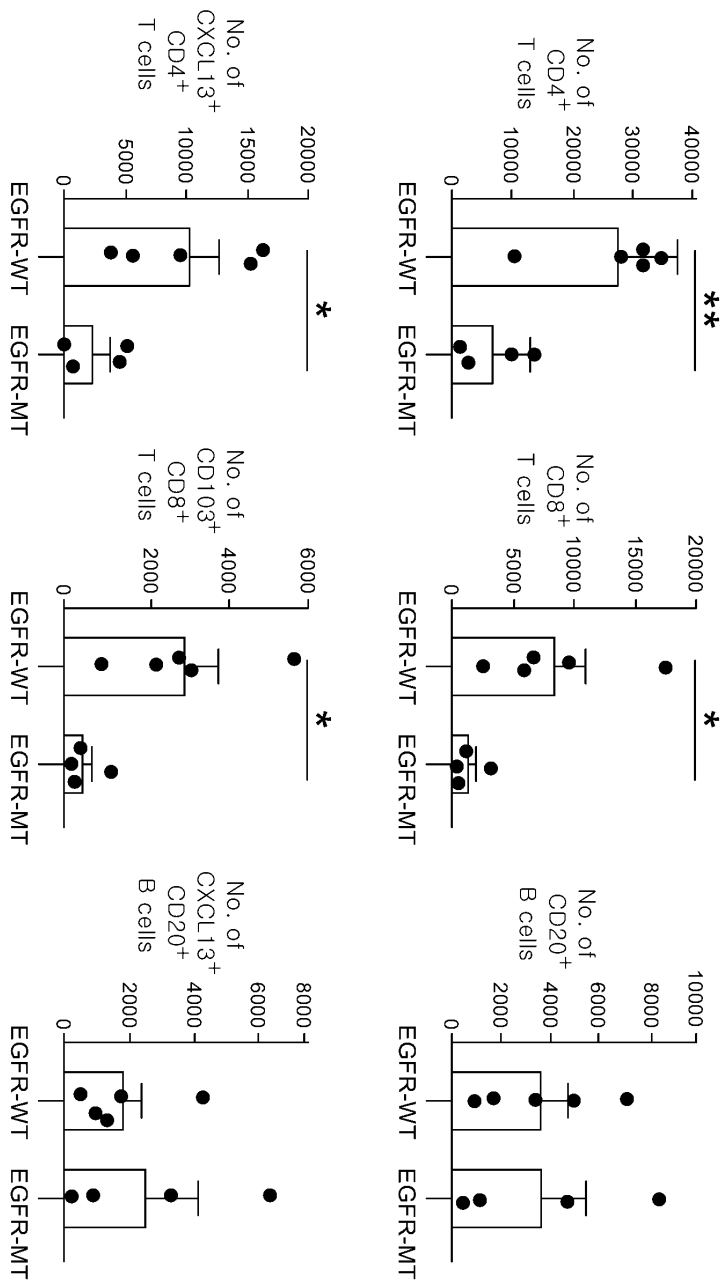 No. of
CD4+
T cells
40000
30000
20000
10000
0
**
EGFR-WT
EGFR-MT
No. of
CD8+
T cells
20000
15000
10000
5000
0
*
EGFR-WT
EGFR-MT
No. of
CD20+
B cells
10000
8000
6000
4000
2000
0
EGFR-WT
EGFR-MT
No. of
CXCL13+
CD4+
T cells
20000
15000
10000
5000
0
*
EGFR-WT
EGFR-MT
No. of
CD103+
CD8+
T cells
6000
4000
2000
0
*
EGFR-WT
EGFR-MT
No. of
CXCL13+
CD20+
B cells
8000
6000
4000
2000
0
EGFR-WT
EGFR-MT